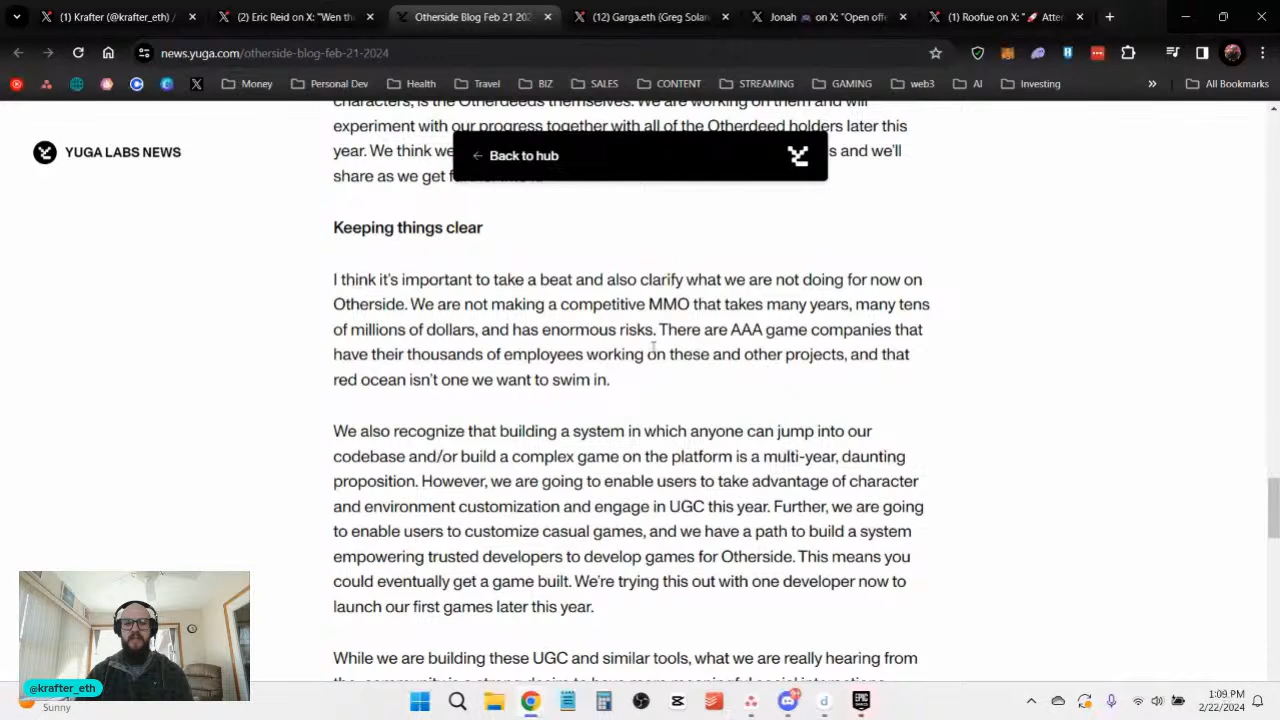 (1) Krafter (@krafter_eth) /
(2) Eric Reid on X: "Wen th
Otherside Blog Feb 21 202
(12) Garga.eth (Greg Solan
Jonah on X: "Open off
(1) Roofue on X: "🚀 Atter
news.yuga.com/otherside-blog-feb-21-2024
Money
Personal Dev
Health
Travel
BIZ
SALES
CONTENT
STREAMING
GAMING
web3
AI
Investing
All Bookmarks
characters, is the Otherdeeds themselves. We are working on them and will
experiment with our progress together with all of the Otherdeed holders later this
YUGA LABS NEWS
year. We think we
Back to hub
s and we'll
share as we get
Keeping things clear
I think it's important to take a beat and also clarify what we are not doing for now on
Otherside. We are not making a competitive MMO that takes many years, many tens
of millions of dollars, and has enormous risks. There are AAA game companies that
have their thousands of employees working on these and other projects, and that
red ocean isn't one we want to swim in.
We also recognize that building a system in which anyone can jump into our
codebase and/or build a complex game on the platform is a multi-year, daunting
proposition. However, we are going to enable users to take advantage of character
and environment customization and engage in UGC this year. Further, we are going
to enable users to customize casual games, and we have a path to build a system
empowering trusted developers to develop games for Otherside. This means you
could eventually get a game built. We're trying this out with one developer now to
launch our first games later this year.
While we are building these UGC and similar tools, what we are really hearing from
@krafter_eth
Sunny
1:09 PM
2/22/2024